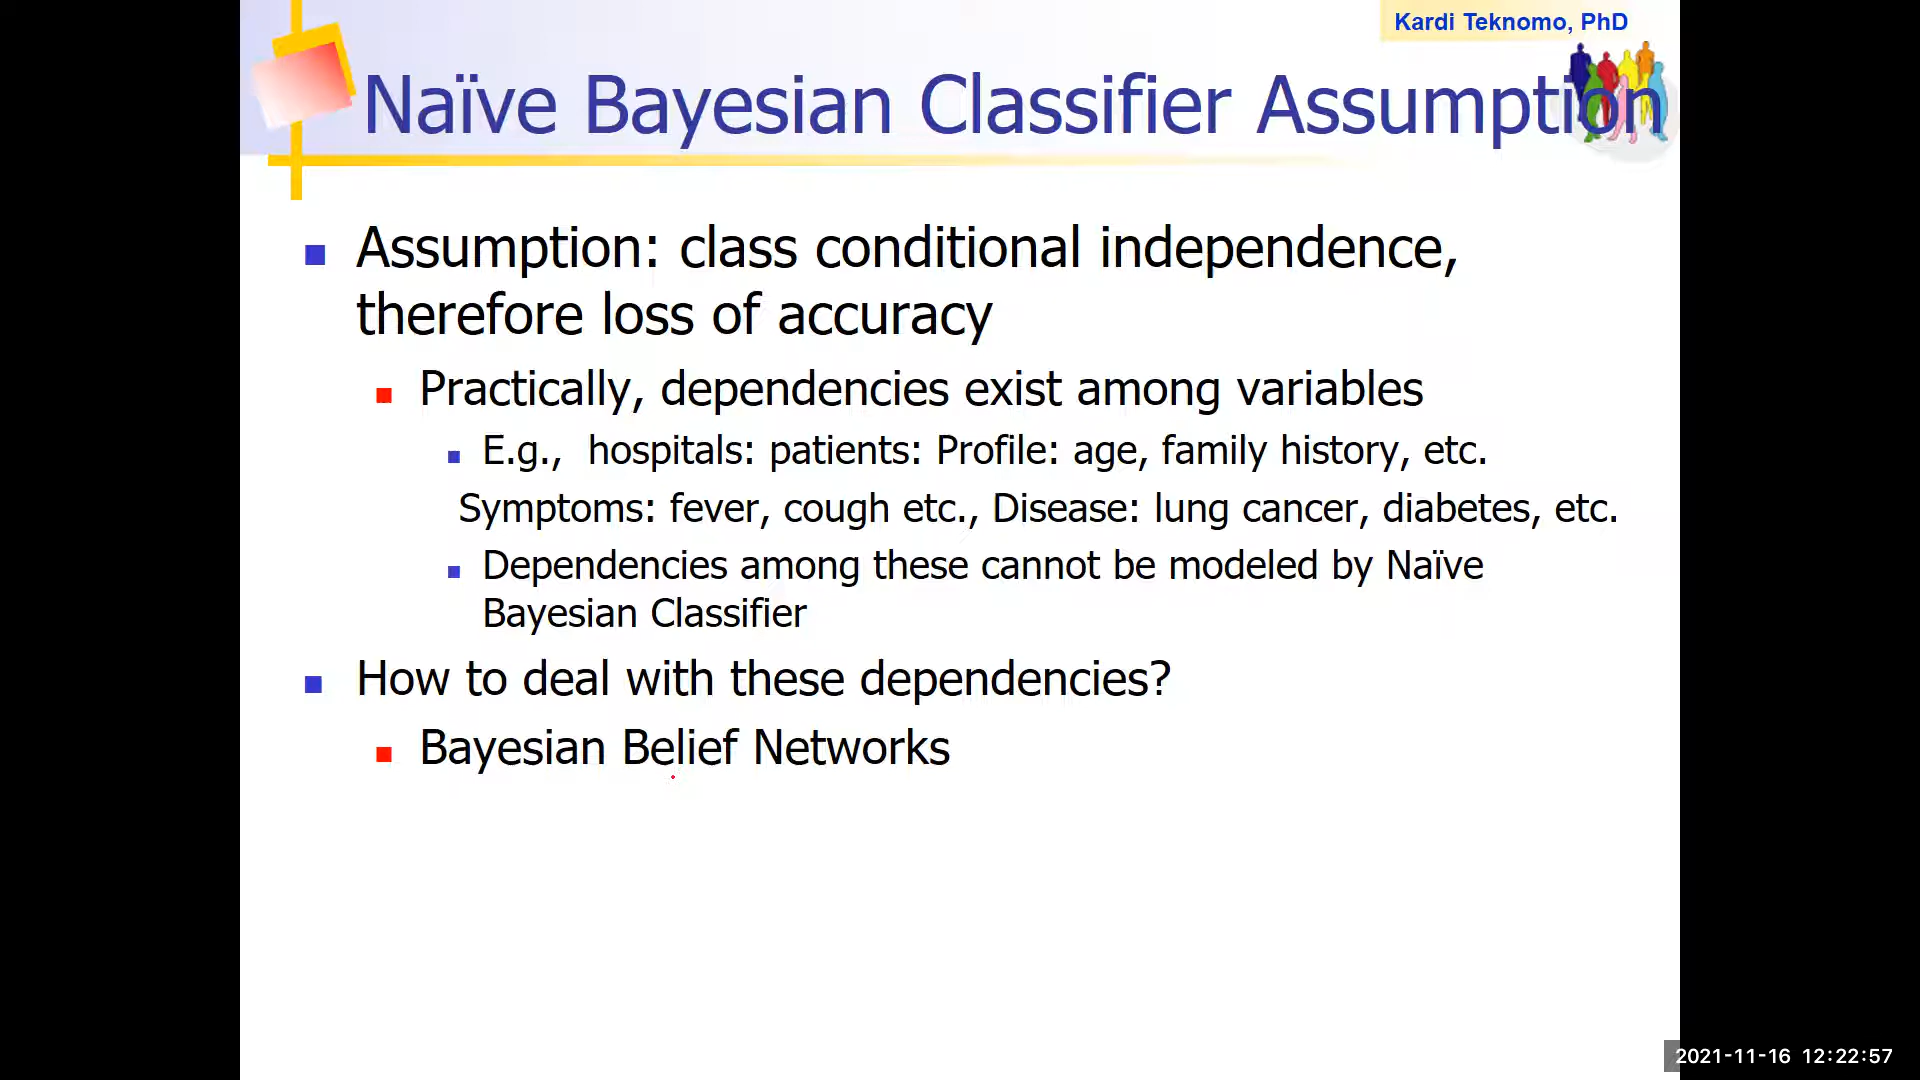 Kardi Teknomo, PhD
Naïve Bayesian Classifier Assumption
Assumption: class conditional independence,
therefore loss of accuracy
Practically, dependencies exist among variables
E.g., hospitals: patients: Profile: age, family history, etc.
Symptoms: fever, cough etc., Disease: lung cancer, diabetes, etc.
Dependencies among these cannot be modeled by Naïve
Bayesian Classifier
How to deal with these dependencies?
Bayesian Belief Networks
2021-11-16 12:22:57